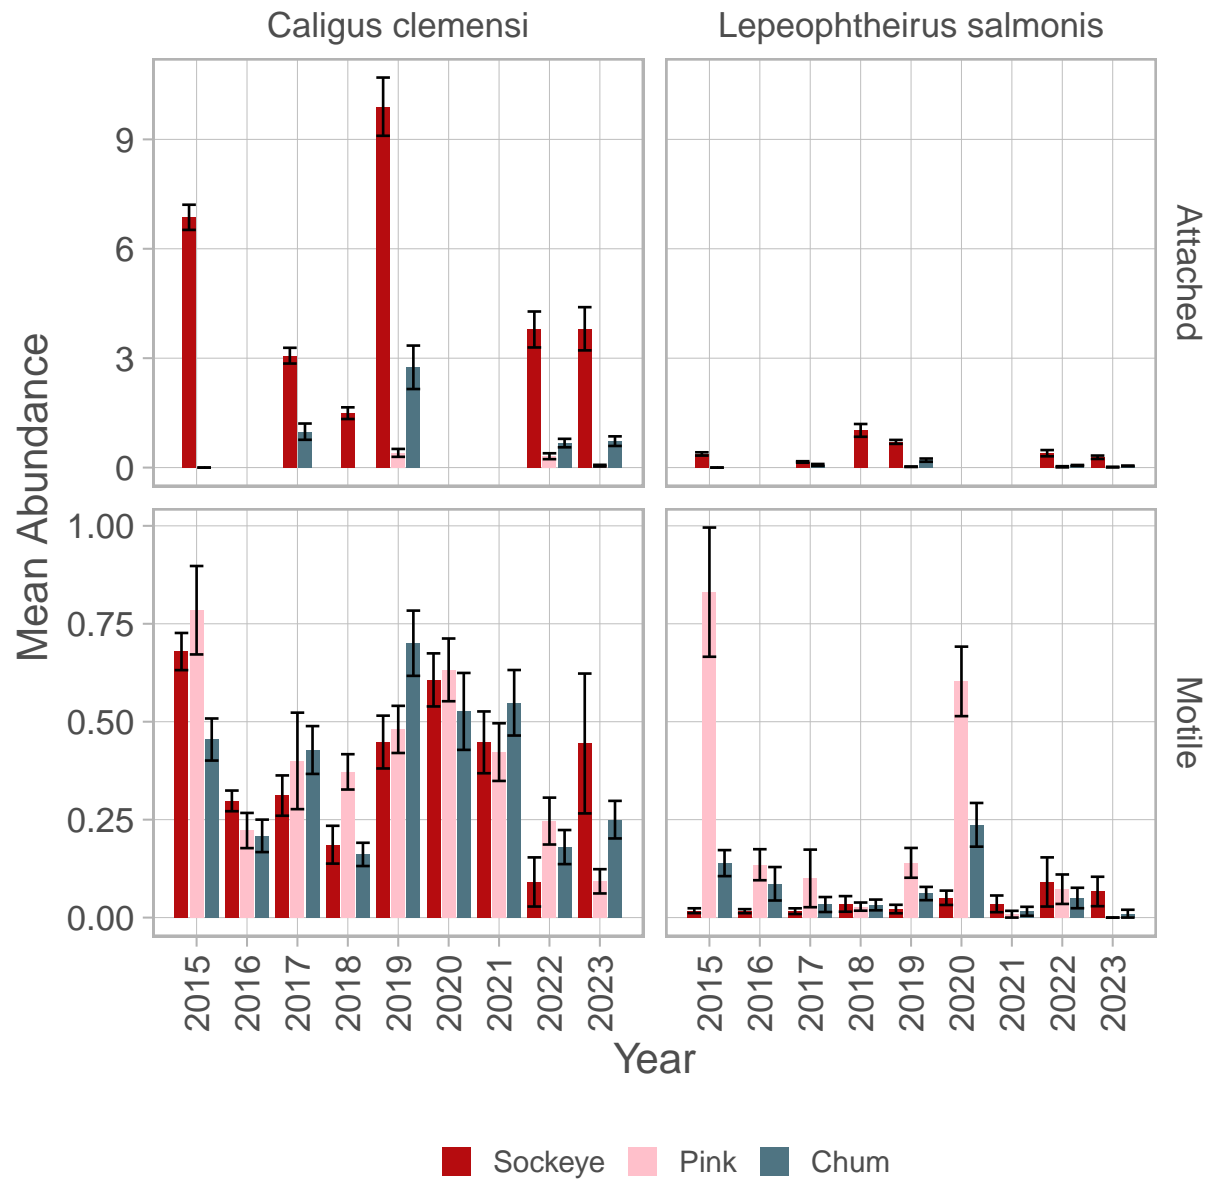 Caligus clemensi
Lepeophtheirus salmonis
9
6
3
0
Attached
Mean Abundance
1.00
0.75
0.50
0.25
0.00
Motile
2015 2016 2017 2018 2019 2020 2021 2022 2023
2015 2016 2017 2018 2019 2020 2021 2022 2023
Year
Sockeye Pink Chum